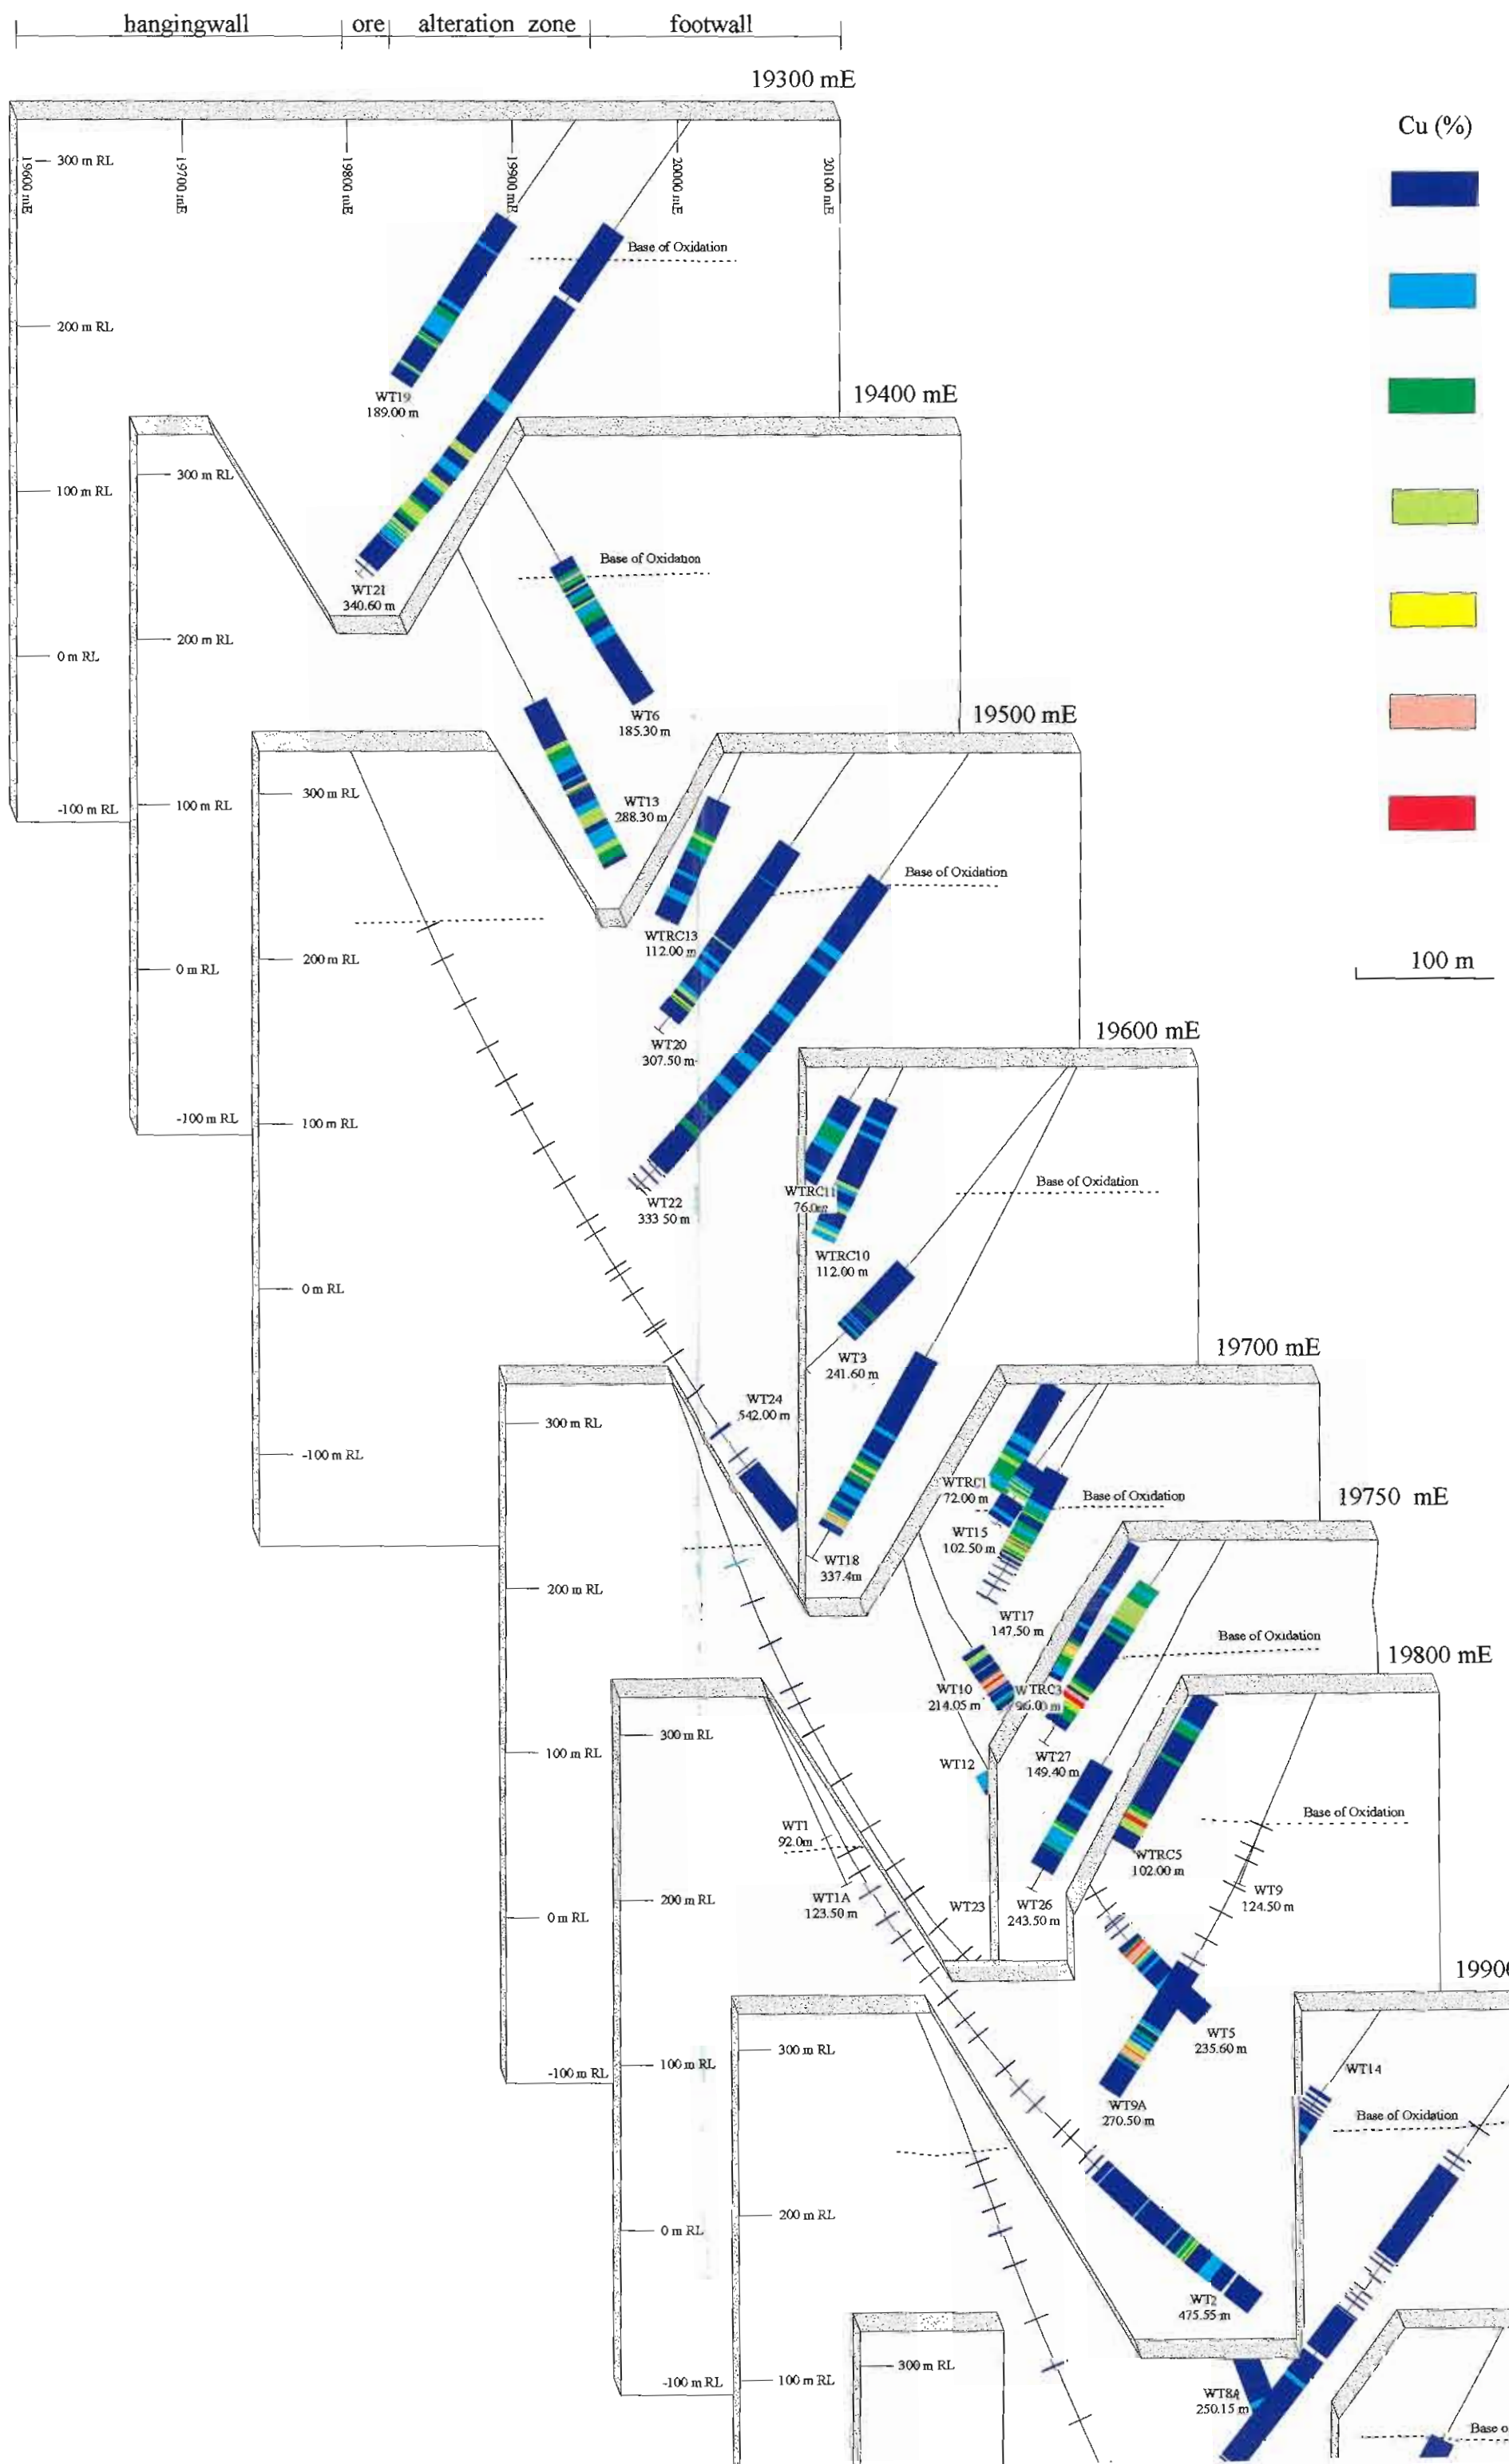 hangingwall
ore
alteration zone
footwall
19300 mE
Cu (%)
300 m RL
19600 mE
19700 mE
19800 mE
19900 mE
20000 mE
20100 mE
Base of Oxidation
200 m RL
WT19
189.00 m
19400 mE
300 m RL
100 m RL
Base of Oxidation
WT21
340.60 m
200 m RL
0 m RL
WT6
185.30 m
19500 mE
300 m RL
WT13
288.30 m
-100 m RL
100 m RL
Base of Oxidation
WTRC13
112.00 m
200 m RL
0 m RL
100 m
19600 mE
WT20
307.50 m
-100 m RL
100 m RL
Base of Oxidation
WTRC11
76.0m
WT22
333 50 m
WTRC10
112.00 m
0 m RL
19700 mE
WT3
241.60 m
WT24
542.00 m
300 m RL
-100 m RL
WTRC1
72.00 m
Base of Oxidation
19750 mE
WT15
102.50 m
WT18
337.4m
200 m RL
WT17
147.50 m
Base of Oxidation
19800 mE
WT10
214.05 m
WTRC3
96.00 m
300 m RL
100 m RL
WT12
WT27
149.40 m
WT1
92.0m
Base of Oxidation
WTRC5
102.00 m
WT1A
123.50 m
WT23
WT26
243.50 m
WT9
124.50 m
200 m RL
0 m RL
1990
WT5
235.60 m
300 m RL
100 m RL
-100 m RL
WT14
WT9A
270.50 m
Base of Oxidation
200 m RL
0 m RL
WT2
475.55 m
300 m RL
100 m RL
-100 m RL
WT8A
250.15 m
Base o